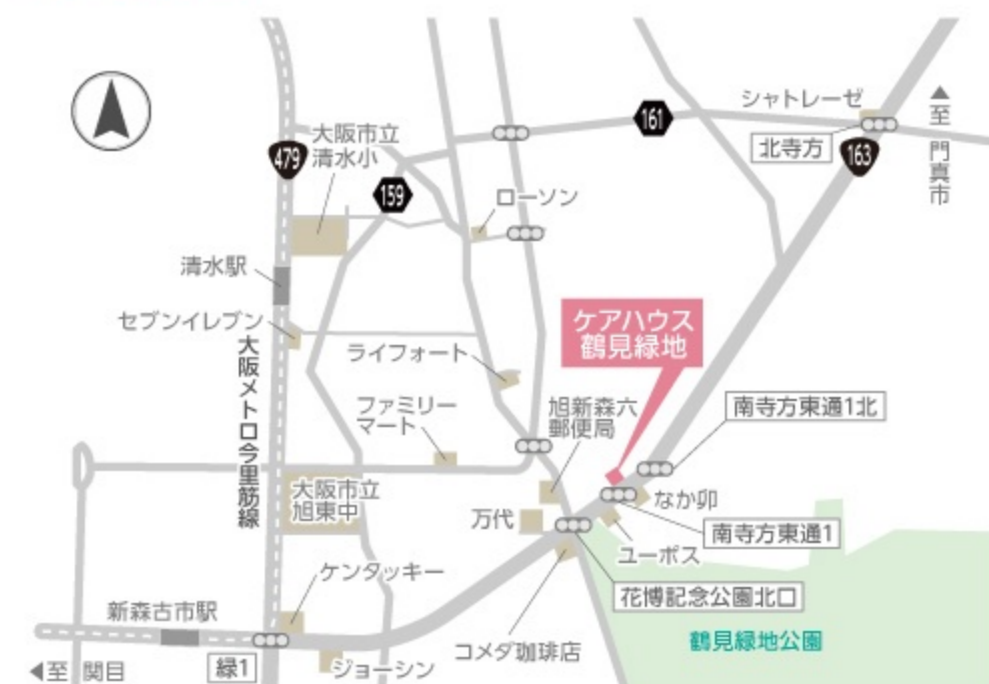 シャトレーゼ
161
▲至 門真市
大阪市立
清水小
479
北寺方
163
159
ローソン
清水駅
セブンイレブン
大阪メトロ今里筋線
ケアハウス
鶴見緑地
ライフォート
ファミリー
マート
旭新森六
郵便局
南寺方東通1北
大阪市立
旭東中
なか卯
万代
南寺方東通1
ユーポス
ケンタッキー
花博記念公園北口
新森古市駅
鶴見緑地公園
コメダ珈琲店
◀至 関目
緑1
ジョーシン